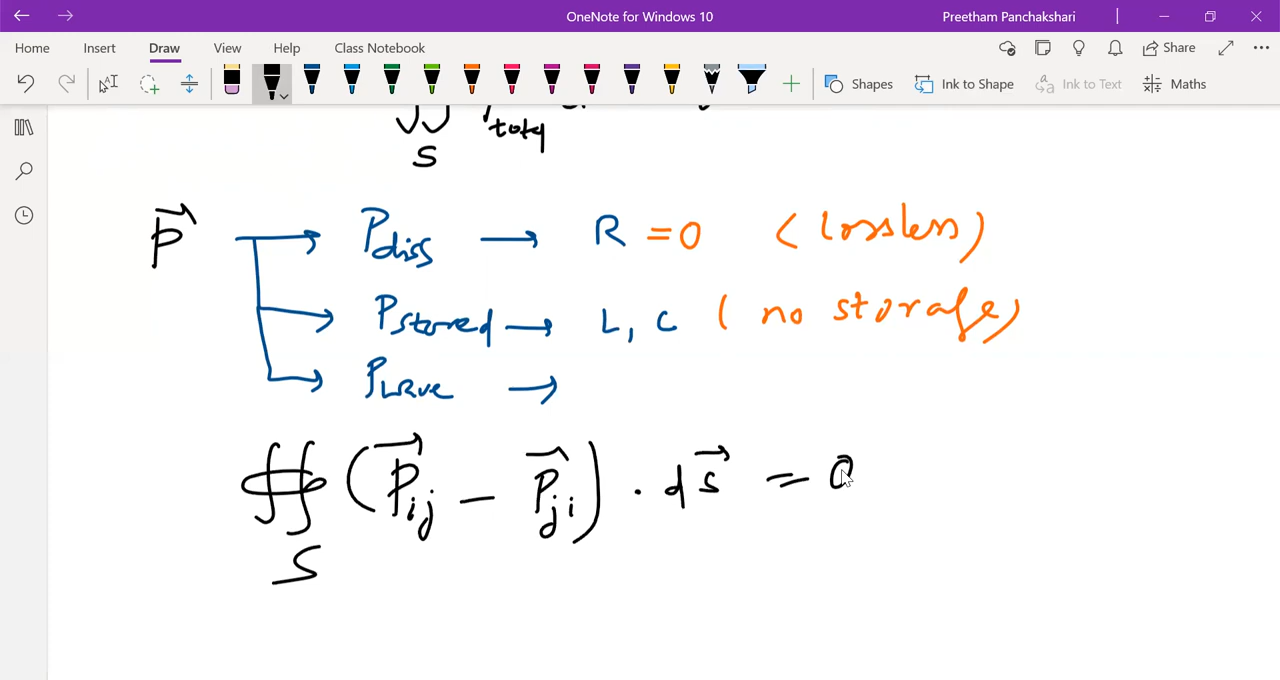 OneNote for Windows 10
Preetham Panchakshari
Home Insert Draw View Help Class Notebook Share
Shapes Ink to Shape Ink to Text Maths
total
S
P⃗ → Pdiss → R = 0 (lossless)
Pstored → L, C (no storage)
→
∯ (P⃗ij − P⃗ji) · ds⃗ = 0
S